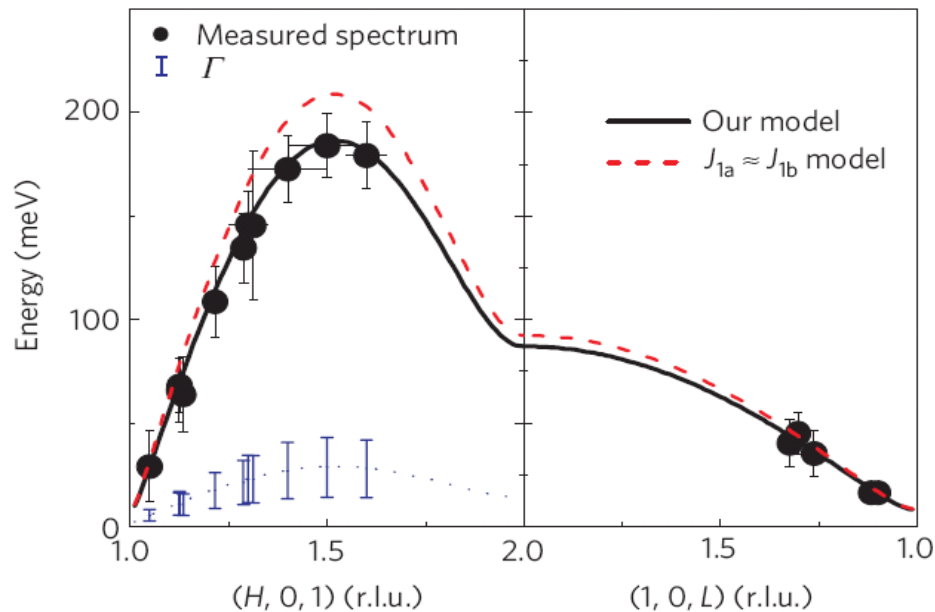 Measured spectrum
Γ
Our model
J1a ≈ J1b model
Energy (meV)
200
100
0
1.0 1.5 2.0 1.5 1.0
(H, 0, 1) (r.l.u.) (1, 0, L) (r.l.u.)